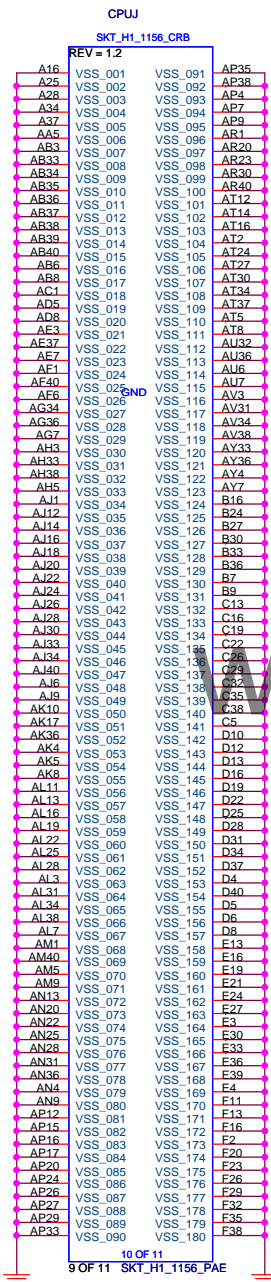 CPUJ
SKT_H1_1156_CRB
REV = 1.2
A16 VSS_001 VSS_091 AP35
A25 VSS_002 VSS_092 AP38
A28 VSS_003 VSS_093 AP4
A34 VSS_004 VSS_094 AP7
A37 VSS_005 VSS_095 AP9
AA5 VSS_006 VSS_096 AR1
AB3 VSS_007 VSS_097 AR20
AB33 VSS_008 VSS_098 AR23
AB34 VSS_009 VSS_099 AR30
AB35 VSS_010 VSS_100 AR40
AB36 VSS_011 VSS_101 AT12
AB37 VSS_012 VSS_102 AT14
AB38 VSS_013 VSS_103 AT16
AB39 VSS_014 VSS_104 AT2
AB40 VSS_015 VSS_105 AT24
AB6 VSS_016 VSS_106 AT27
AB8 VSS_017 VSS_107 AT30
AC1 VSS_018 VSS_108 AT34
AD5 VSS_019 VSS_109 AT37
AD8 VSS_020 VSS_110 AT5
AE3 VSS_021 VSS_111 AT8
AE37 VSS_022 VSS_112 AU32
AE7 VSS_023 VSS_113 AU36
AF1 VSS_024 VSS_114 AU6
AF40 VSS_025 GND VSS_115 AU7
AF6 VSS_026 VSS_116 AV3
AG34 VSS_027 VSS_117 AV31
AG36 VSS_028 VSS_118 AV34
AG7 VSS_029 VSS_119 AV38
AH3 VSS_030 VSS_120 AY33
AH33 VSS_031 VSS_121 AY36
AH38 VSS_032 VSS_122 AY4
AH5 VSS_033 VSS_123 AY7
AJ1 VSS_034 VSS_124 B16
AJ12 VSS_035 VSS_125 B24
AJ14 VSS_036 VSS_126 B27
AJ16 VSS_037 VSS_127 B30
AJ18 VSS_038 VSS_128 B33
AJ20 VSS_039 VSS_129 B36
AJ22 VSS_040 VSS_130 B7
AJ24 VSS_041 VSS_131 B9
AJ26 VSS_042 VSS_132 C13
AJ28 VSS_043 VSS_133 C16
AJ30 VSS_044 VSS_134 C19
AJ33 VSS_045 VSS_135 C22
AJ34 VSS_046 VSS_136 C26
AJ40 VSS_047 VSS_137 C29
AJ6 VSS_048 VSS_138 C32
AJ9 VSS_049 VSS_139 C35
AK10 VSS_050 VSS_140 C38
AK17 VSS_051 VSS_141 C5
AK36 VSS_052 VSS_142 D10
AK4 VSS_053 VSS_143 D12
AK5 VSS_054 VSS_144 D13
AK8 VSS_055 VSS_145 D16
AL11 VSS_056 VSS_146 D19
AL13 VSS_057 VSS_147 D22
AL16 VSS_058 VSS_148 D25
AL19 VSS_059 VSS_149 D28
AL22 VSS_060 VSS_150 D31
AL25 VSS_061 VSS_151 D34
AL28 VSS_062 VSS_152 D37
AL3 VSS_063 VSS_153 D4
AL31 VSS_064 VSS_154 D40
AL34 VSS_065 VSS_155 D5
AL38 VSS_066 VSS_156 D6
AL7 VSS_067 VSS_157 D8
AM1 VSS_068 VSS_158 E13
AM40 VSS_069 VSS_159 E16
AM5 VSS_070 VSS_160 E19
AM9 VSS_071 VSS_161 E21
AN13 VSS_072 VSS_162 E24
AN20 VSS_073 VSS_163 E27
AN22 VSS_074 VSS_164 E3
AN25 VSS_075 VSS_165 E30
AN28 VSS_076 VSS_166 E33
AN31 VSS_077 VSS_167 E36
AN36 VSS_078 VSS_168 E39
AN4 VSS_079 VSS_169 E4
AN9 VSS_080 VSS_170 F11
AP12 VSS_081 VSS_171 F13
AP15 VSS_082 VSS_172 F16
AP16 VSS_083 VSS_173 F2
AP17 VSS_084 VSS_174 F20
AP20 VSS_085 VSS_175 F23
AP24 VSS_086 VSS_176 F26
AP26 VSS_087 VSS_177 F29
AP27 VSS_088 VSS_178 F32
AP29 VSS_089 VSS_179 F35
AP33 VSS_090 VSS_180 F38
10 OF 11
9 OF 11 SKT_H1_1156_PAE